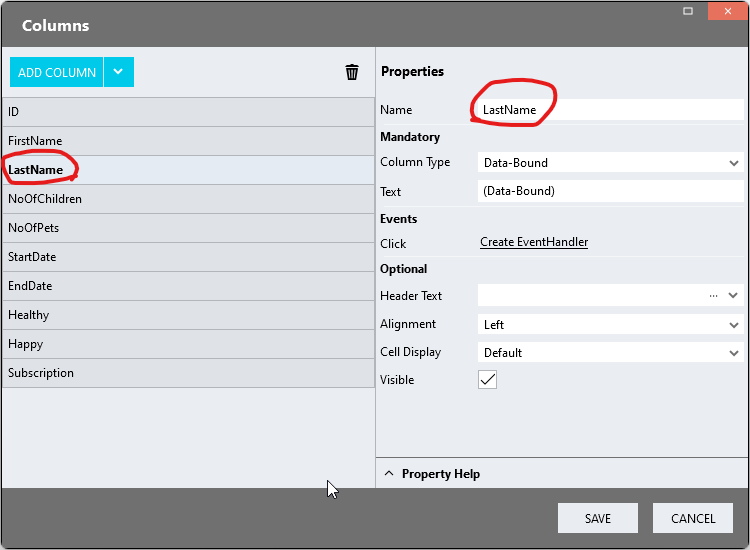 Columns
ADD COLUMN
ID
FirstName
LastName
NoOfChildren
NoOfPets
StartDate
EndDate
Healthy
Happy
Subscription
Properties
Name LastName
Mandatory
Column Type Data-Bound
Text (Data-Bound)
Events
Click Create EventHandler
Optional
Header Text ...
Alignment Left
Cell Display Default
Visible
Property Help
SAVE CANCEL